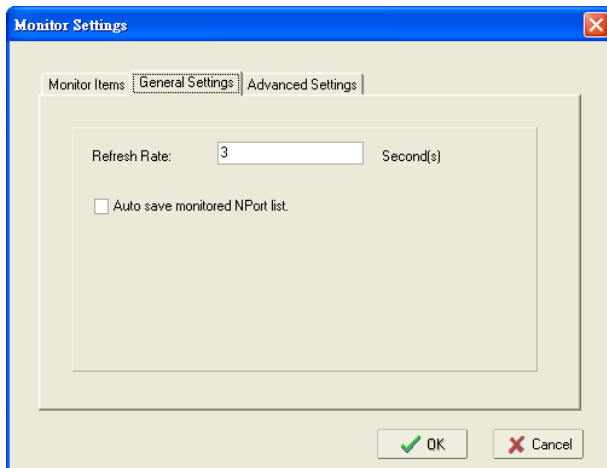 Monitor Settings
Monitor Items General Settings Advanced Settings
Refresh Rate: 3 Second(s)
Auto save monitored NPort list.
OK Cancel